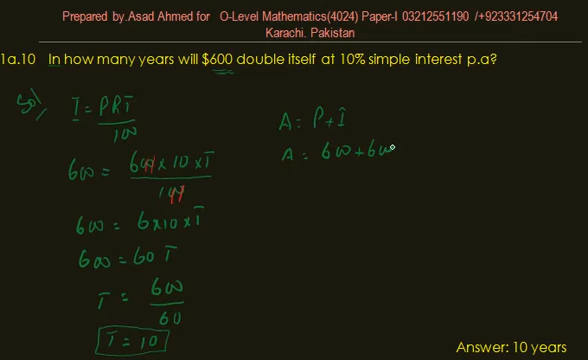 Prepared by.Asad Ahmed for O-Level Mathematics(4024) Paper-I 03212551190 /+923331254704
Karachi. Pakistan
1a.10 In how many years will $600 double itself at 10% simple interest p.a?
Sol/ I = PRT/100
600 = 600 x 10 x T/100
600 = 6 x 10 x T
600 = 60 T
T = 600/60
T = 10
A = P + I
A = 600 + 600
Answer: 10 years